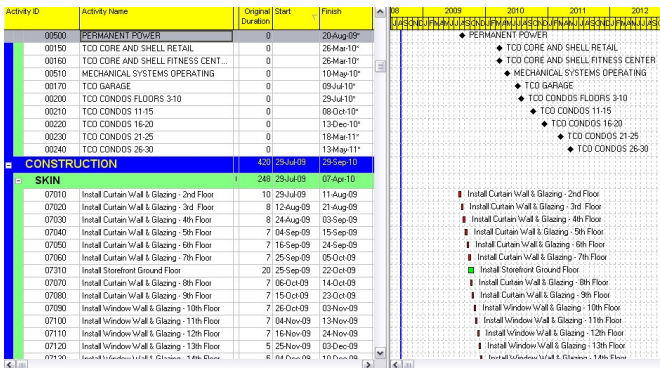 Activity ID Activity Name Original Duration Start Finish 08 2009 2010 2011 2012
00500 PERMANENT POWER 0 20-Aug-09* PERMANENT POWER
00150 TCO CORE AND SHELL RETAIL 0 26-Mar-10* TCO CORE AND SHELL RETAIL
00160 TCO CORE AND SHELL FITNESS CENT... 0 26-Mar-10* TCO CORE AND SHELL FITNESS CENTER
00510 MECHANICAL SYSTEMS OPERATING 0 10-May-10* MECHANICAL SYSTEMS OPERATING
00170 TCO GARAGE 0 09-Jul-10* TCO GARAGE
00200 TCO CONDOS FLOORS 3-10 0 29-Jul-10* TCO CONDOS FLOORS 3-10
00210 TCO CONDOS 11-15 0 08-Oct-10* TCO CONDOS 11-15
00220 TCO CONDOS 16-20 0 13-Dec-10* TCO CONDOS 16-20
00230 TCO CONDOS 21-25 0 18-Mar-11* TCO CONDOS 21-25
00240 TCO CONDOS 26-30 0 13-May-11* TCO CONDOS 26-30
CONSTRUCTION 420 29-Jul-09 29-Sep-10
SKIN 248 29-Jul-09 07-Apr-10
07010 Install Curtain Wall & Glazing - 2nd Floor 10 29-Jul-09 11-Aug-09 Install Curtain Wall & Glazing - 2nd Floor
07020 Install Curtain Wall & Glazing - 3rd Floor 8 12-Aug-09 21-Aug-09 Install Curtain Wall & Glazing - 3rd Floor
07030 Install Curtain Wall & Glazing - 4th Floor 8 24-Aug-09 03-Sep-09 Install Curtain Wall & Glazing - 4th Floor
07040 Install Curtain Wall & Glazing - 5th Floor 7 04-Sep-09 15-Sep-09 Install Curtain Wall & Glazing - 5th Floor
07050 Install Curtain Wall & Glazing - 6th Floor 7 16-Sep-09 24-Sep-09 Install Curtain Wall & Glazing - 6th Floor
07060 Install Curtain Wall & Glazing - 7th Floor 7 25-Sep-09 05-Oct-09 Install Curtain Wall & Glazing - 7th Floor
07310 Install Storefront Ground Floor 20 25-Sep-09 22-Oct-09 Install Storefront Ground Floor
07070 Install Curtain Wall & Glazing - 8th Floor 7 06-Oct-09 14-Oct-09 Install Curtain Wall & Glazing - 8th Floor
07080 Install Curtain Wall & Glazing - 9th Floor 7 15-Oct-09 23-Oct-09 Install Curtain Wall & Glazing - 9th Floor
07090 Install Window Wall & Glazing - 10th Floor 7 26-Oct-09 03-Nov-09 Install Window Wall & Glazing - 10th Floor
07100 Install Window Wall & Glazing - 11th Floor 7 04-Nov-09 13-Nov-09 Install Window Wall & Glazing - 11th Floor
07110 Install Window Wall & Glazing - 12th Floor 7 16-Nov-09 24-Nov-09 Install Window Wall & Glazing - 12th Floor
07120 Install Window Wall & Glazing - 13th Floor 5 25-Nov-09 03-Dec-09 Install Window Wall & Glazing - 13th Floor
07130 Install Window Wall & Glazing - 14th Floor 5 04-Dec-09 10-Dec-09 Install Window Wall & Glazing - 14th Floor